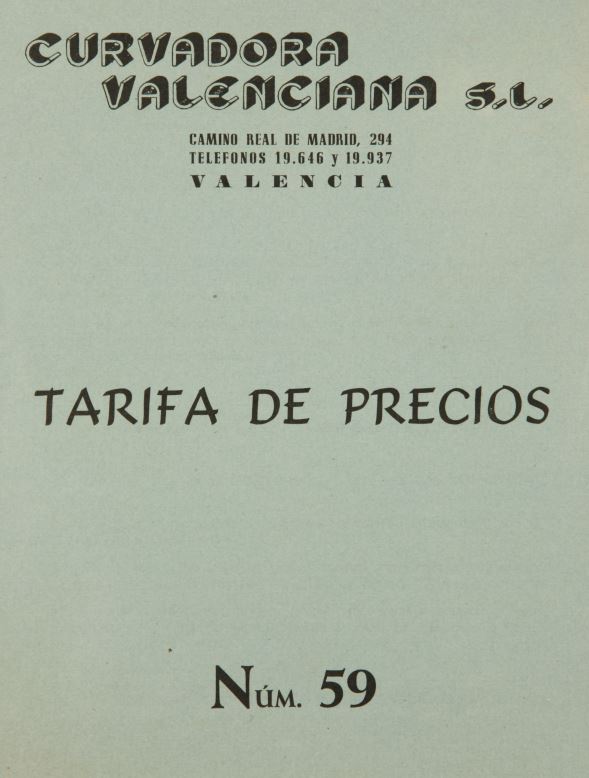 CURVADORA
VALENCIANA S.L.
CAMINO REAL DE MADRID, 294
TELEFONOS 19.646 y 19.937
VALENCIA
TARIFA DE PRECIOS
NÚM. 59